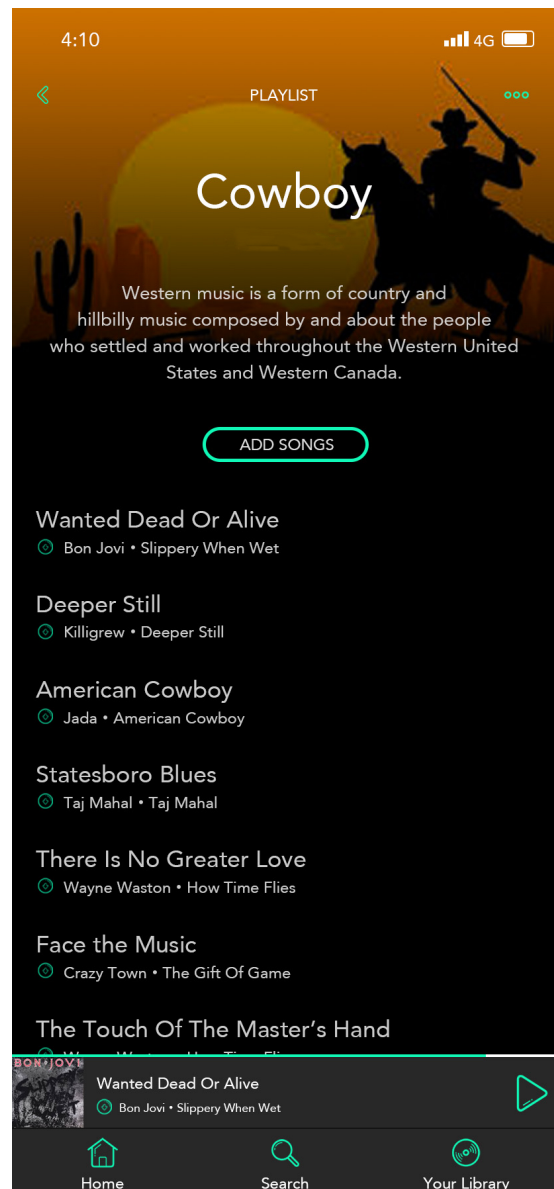 4:10
4G
PLAYLIST
Cowboy
Western music is a form of country and
hillbilly music composed by and about the people
who settled and worked throughout the Western United
States and Western Canada.
ADD SONGS
Wanted Dead Or Alive
Bon Jovi • Slippery When Wet
Deeper Still
Killigrew • Deeper Still
American Cowboy
Jada • American Cowboy
Statesboro Blues
Taj Mahal • Taj Mahal
There Is No Greater Love
Wayne Waston • How Time Flies
Face the Music
Crazy Town • The Gift Of Game
The Touch Of The Master’s Hand
BON JOVI
Slippery
When
Wet
Wanted Dead Or Alive
Bon Jovi • Slippery When Wet
Home
Search
Your Library